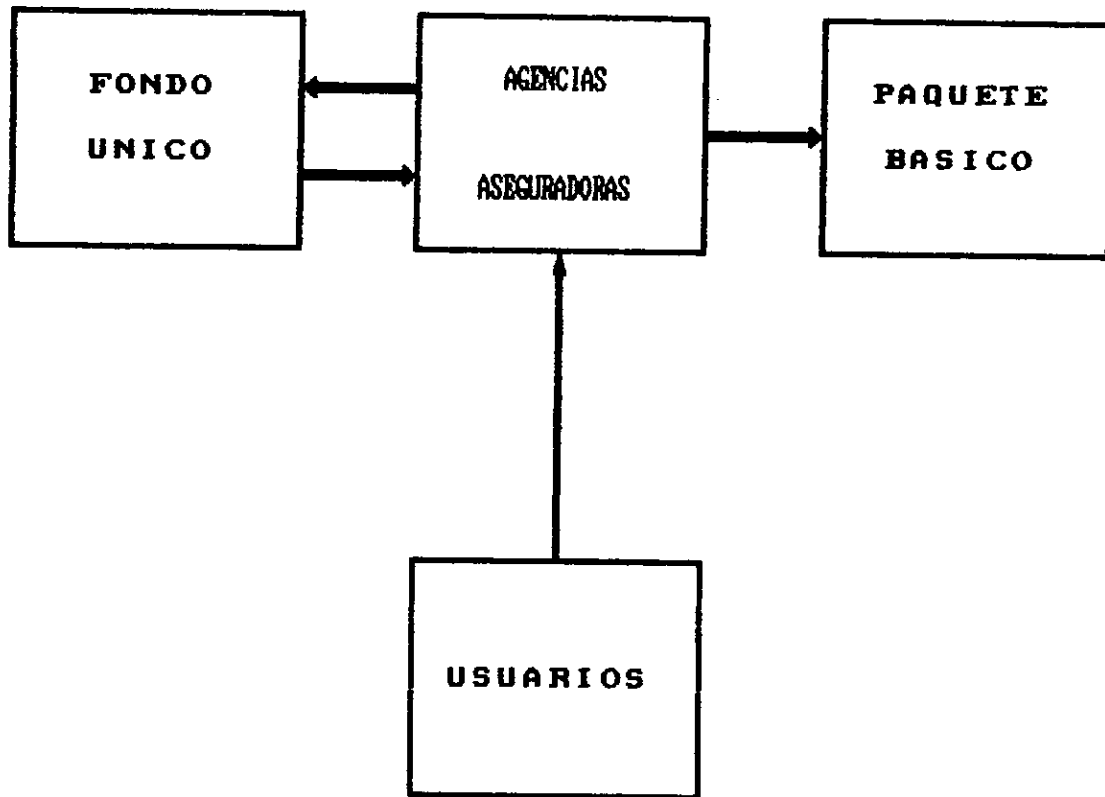 FONDO
UNICO
AGENCIAS
ASEGURADORAS
PAQUETE
BASICO
USUARIOS